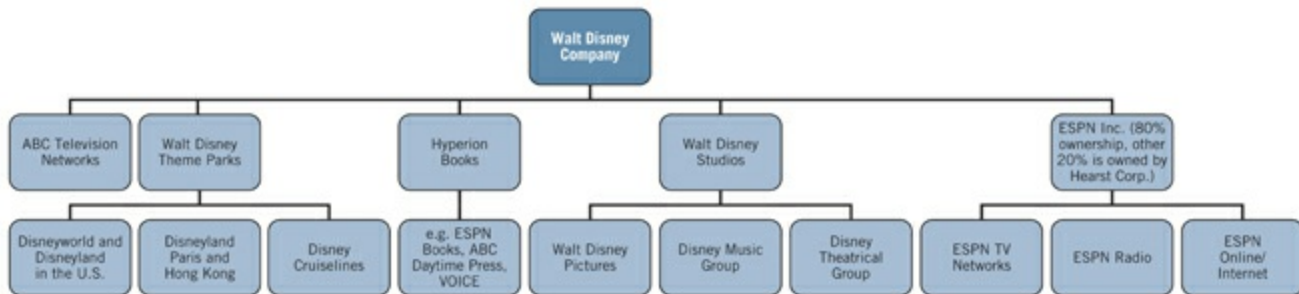 Walt Disney
Company
ABC Television
Networks
Walt Disney
Theme Parks
Hyperion
Books
Walt Disney
Studios
ESPN Inc. (80%
ownership, other
20% is owned by
Hearst Corp.)
Disneyworld and
Disneyland
in the U.S.
Disneyland
Paris and
Hong Kong
Disney
Cruiselines
e.g. ESPN
Books, ABC
Daytime Press,
VOICE
Walt Disney
Pictures
Disney Music
Group
Disney
Theatrical
Group
ESPN TV
Networks
ESPN Radio
ESPN
Online/
Internet